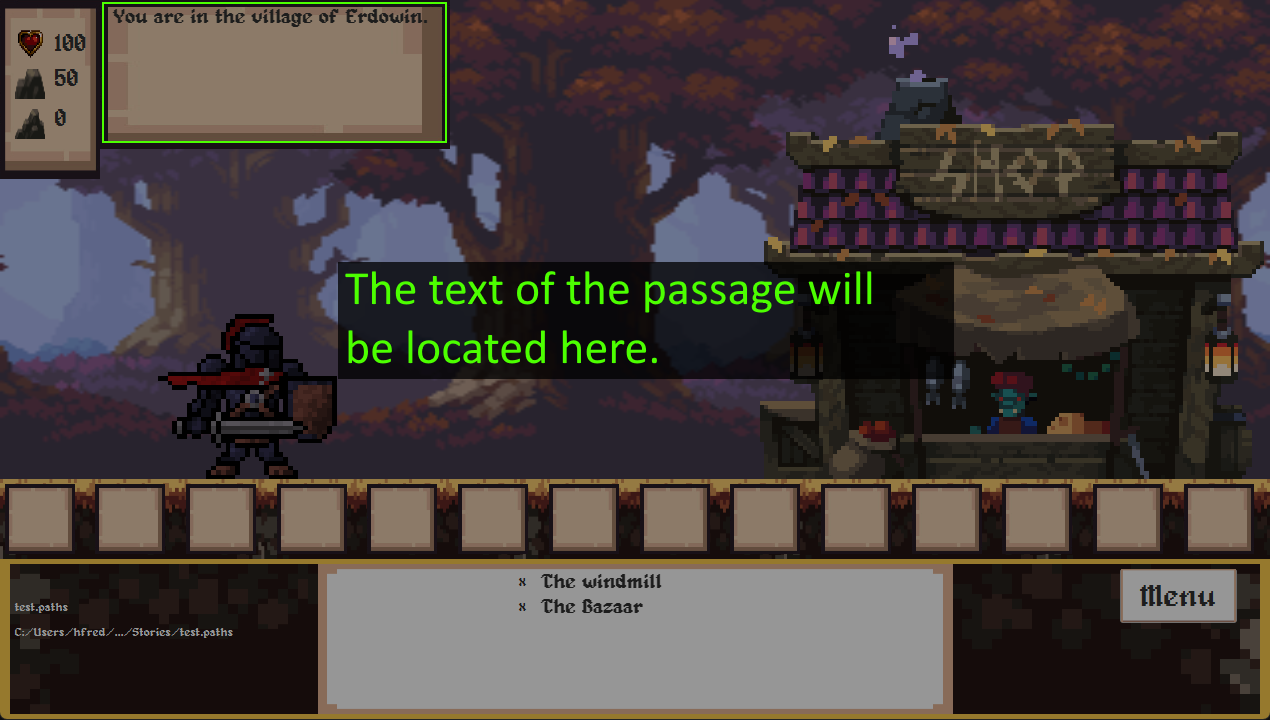 You are in the village of Erdowin.
100
50
0
SHOP
The text of the passage will
be located here.
x The windmill
x The Bazaar
test.paths
C:/Users/hfred/.../Stories/test.paths
Menu